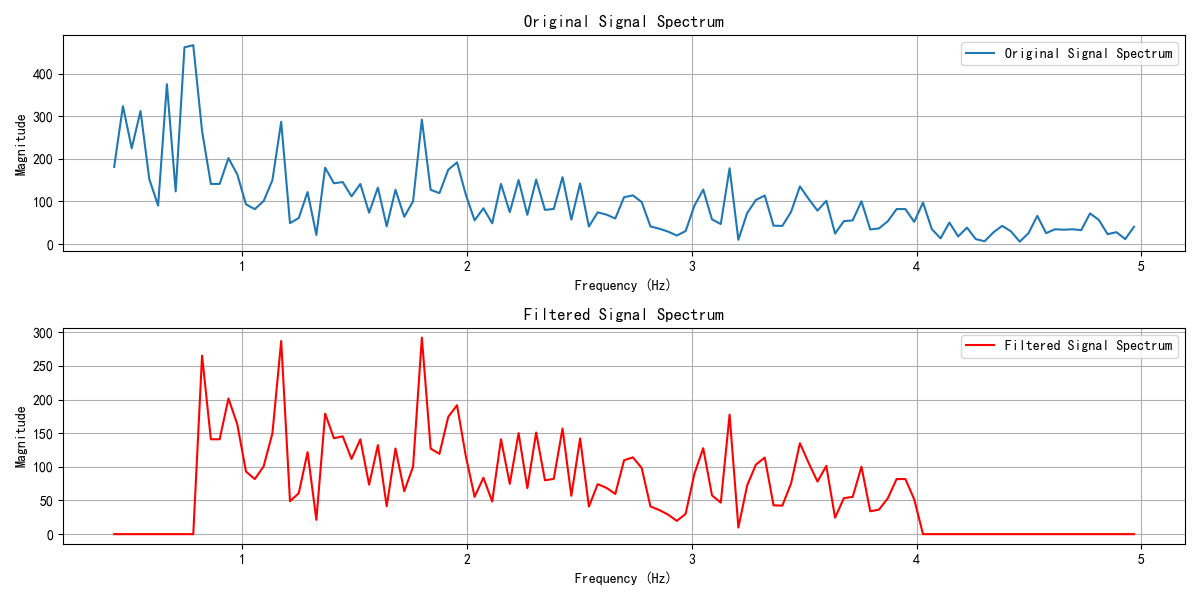 Original Signal Spectrum
Original Signal Spectrum
Magnitude
400
300
200
100
0
1 2 3 4 5
Frequency (Hz)
Filtered Signal Spectrum
Filtered Signal Spectrum
Magnitude
300
250
200
150
100
50
0
1 2 3 4 5
Frequency (Hz)